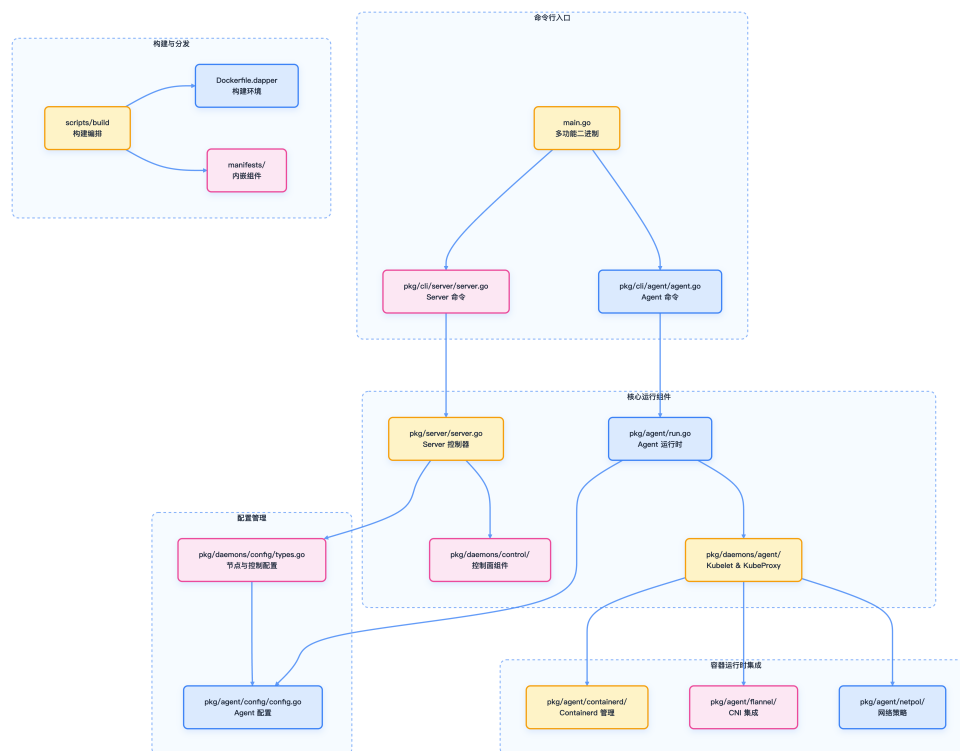 命令行入口
构建与分发
Dockerfile.dapper
构建环境
scripts/build
构建编排
manifests/
内嵌组件
main.go
多功能二进制
pkg/cli/server/server.go
Server 命令
pkg/cli/agent/agent.go
Agent 命令
核心运行组件
pkg/server/server.go
Server 控制器
pkg/agent/run.go
Agent 运行时
配置管理
pkg/daemons/config/types.go
节点与控制配置
pkg/daemons/control/
控制面组件
pkg/daemons/agent/
Kubelet & KubeProxy
容器运行时集成
pkg/agent/config/config.go
Agent 配置
pkg/agent/containerd/
Containerd 管理
pkg/agent/flannel/
CNI 集成
pkg/agent/netpol/
网络策略